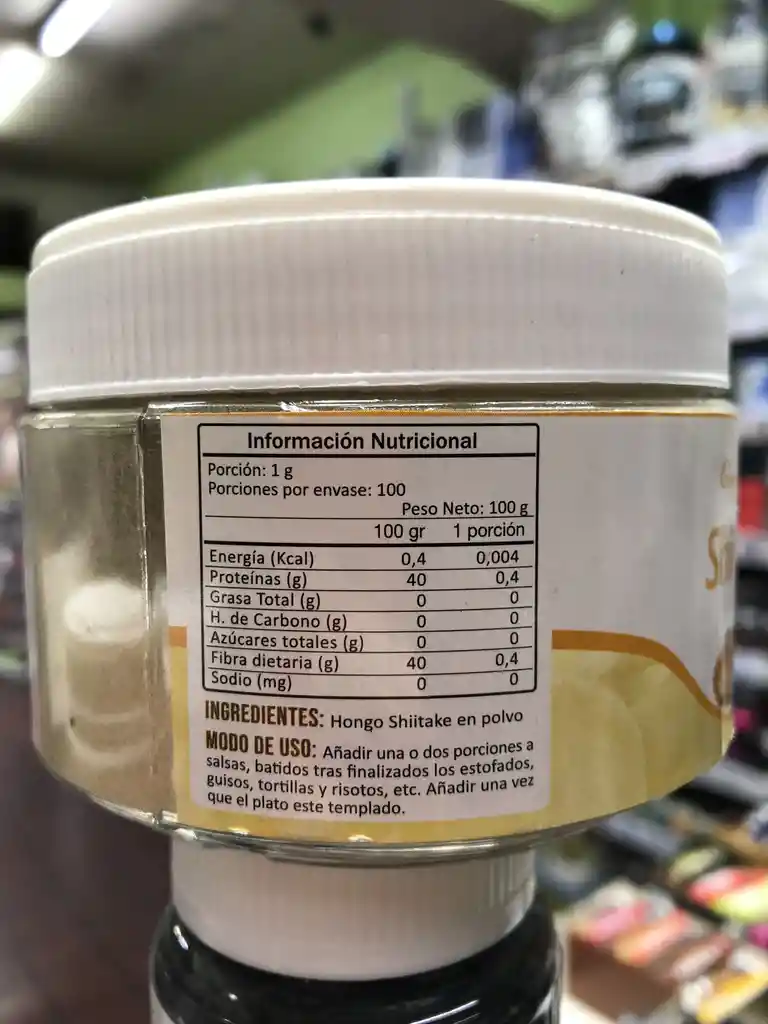 Información Nutricional
Porción: 1 g
Porciones por envase: 100
Peso Neto: 100 g
100 gr 1 porción
Energía (Kcal) 0,4 0,004
Proteínas (g) 40 0,4
Grasa Total (g) 0 0
H. de Carbono (g) 0 0
Azúcares totales (g) 0 0
Fibra dietaria (g) 40 0,4
Sodio (mg) 0 0
INGREDIENTES: Hongo Shiitake en polvo
MODO DE USO: Añadir una o dos porciones a
salsas, batidos tras finalizados los estofados,
guisos, tortillas y risotos, etc. Añadir una vez
que el plato este templado.